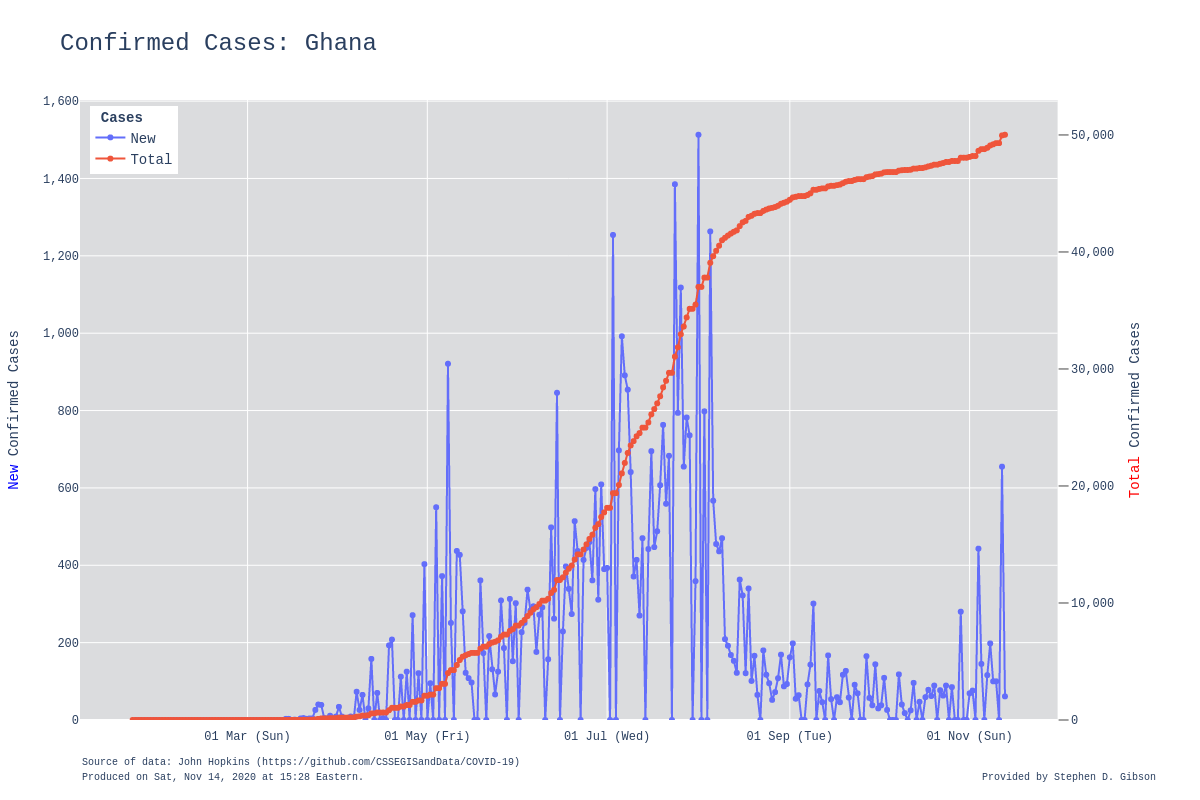 Confirmed Cases: Ghana
Cases
New
Total
1,600
1,400
1,200
1,000
800
600
400
200
0
50,000
40,000
30,000
20,000
10,000
0
New Confirmed Cases
Total Confirmed Cases
01 Mar (Sun)
01 May (Fri)
01 Jul (Wed)
01 Sep (Tue)
01 Nov (Sun)
Source of data: John Hopkins (https://github.com/CSSEGISandData/COVID-19)
Produced on Sat, Nov 14, 2020 at 15:28 Eastern.
Provided by Stephen D. Gibson